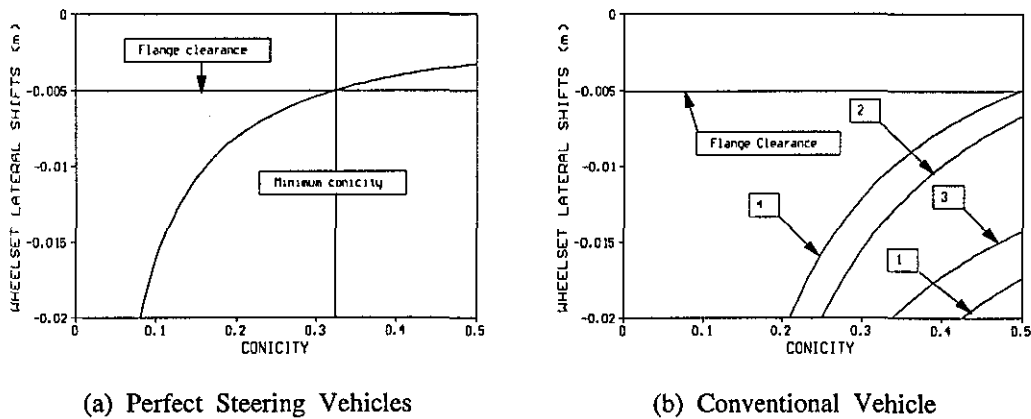 WHEELSET LATERAL SHIFTS (m)
0
-0.005
-0.01
-0.015
-0.02
Flange clearance
Minimum conicity
0
0.1
0.2
0.3
0.4
0.5
CONICITY
(a) Perfect Steering Vehicles
WHEELSET LATERAL SHIFTS (m)
0
-0.005
-0.01
-0.015
-0.02
Flange Clearance
2
3
4
1
0
0.1
0.2
0.3
0.4
0.5
CONICITY
(b) Conventional Vehicle